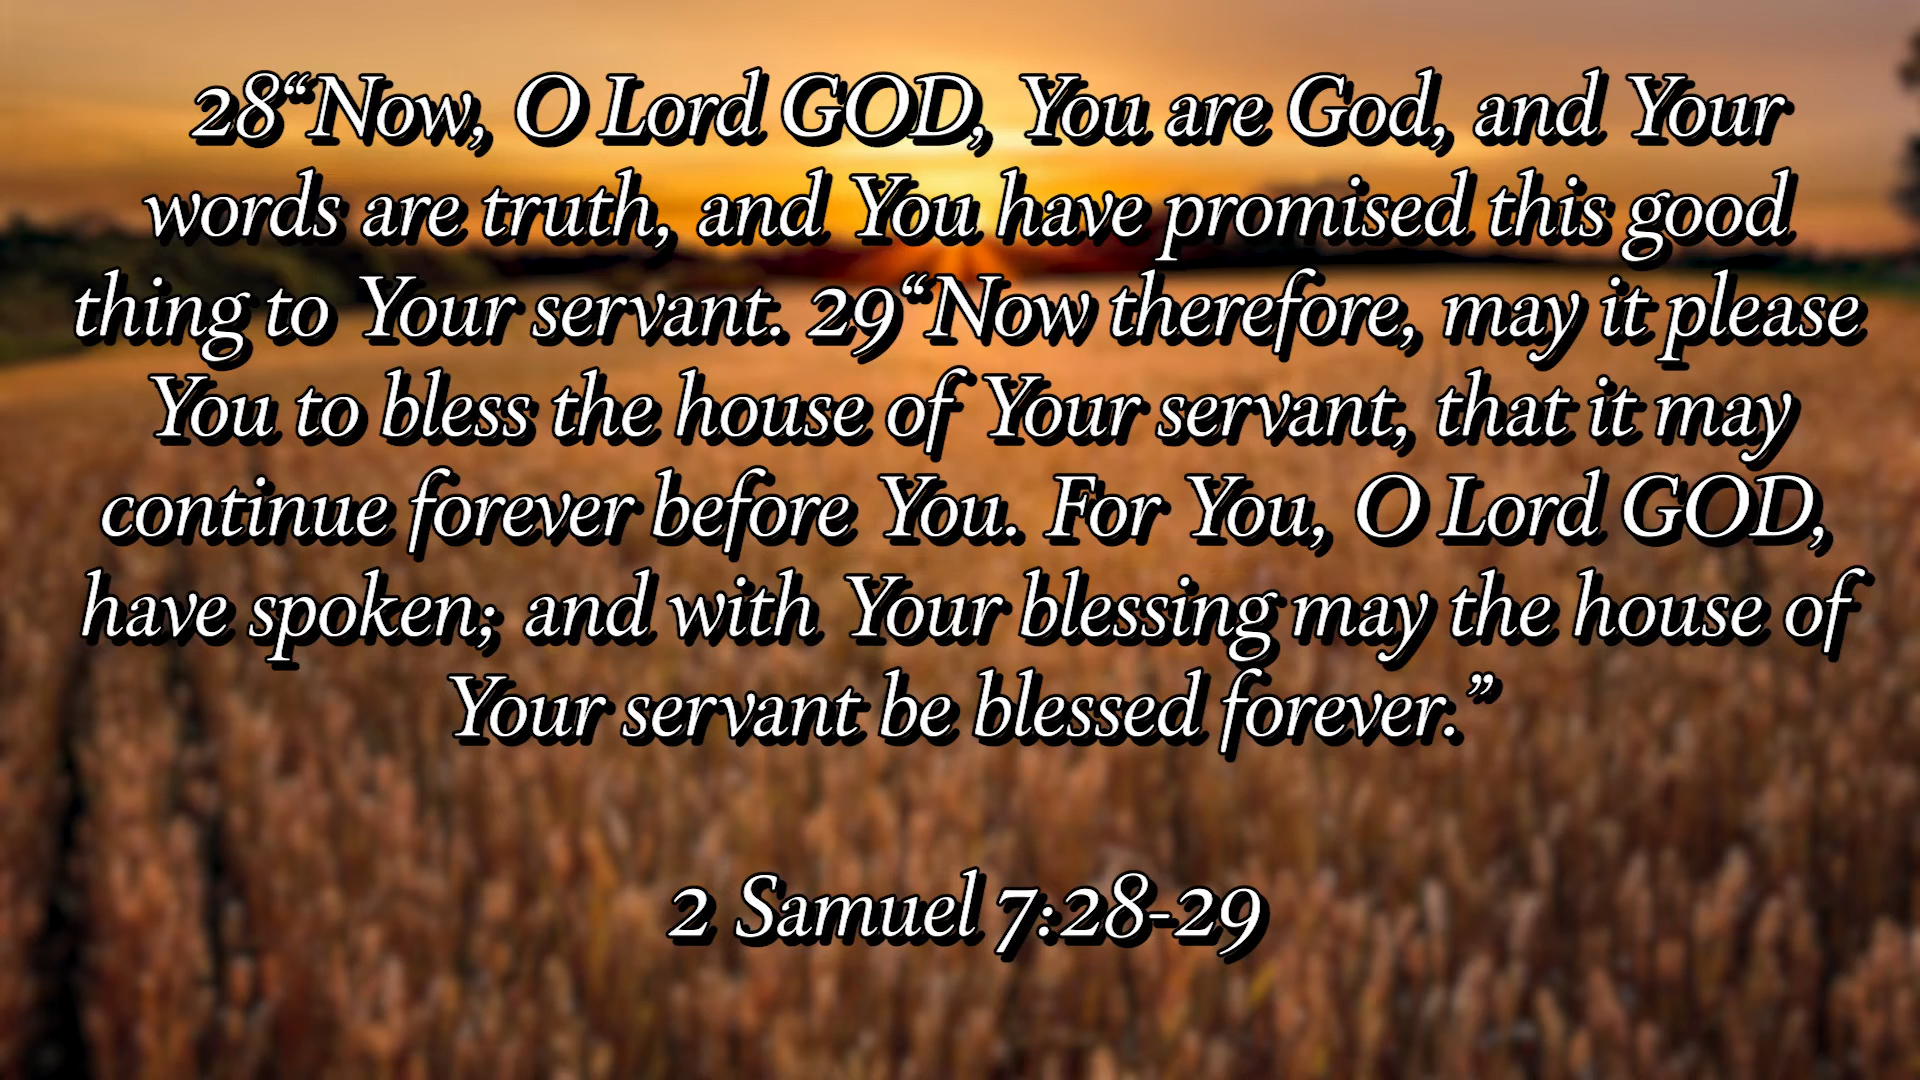 28“Now, O Lord GOD, You are God, and Your
words are truth, and You have promised this good
thing to Your servant. 29“Now therefore, may it please
You to bless the house of Your servant, that it may
continue forever before You. For You, O Lord GOD,
have spoken; and with Your blessing may the house of
Your servant be blessed forever.”
2 Samuel 7:28-29